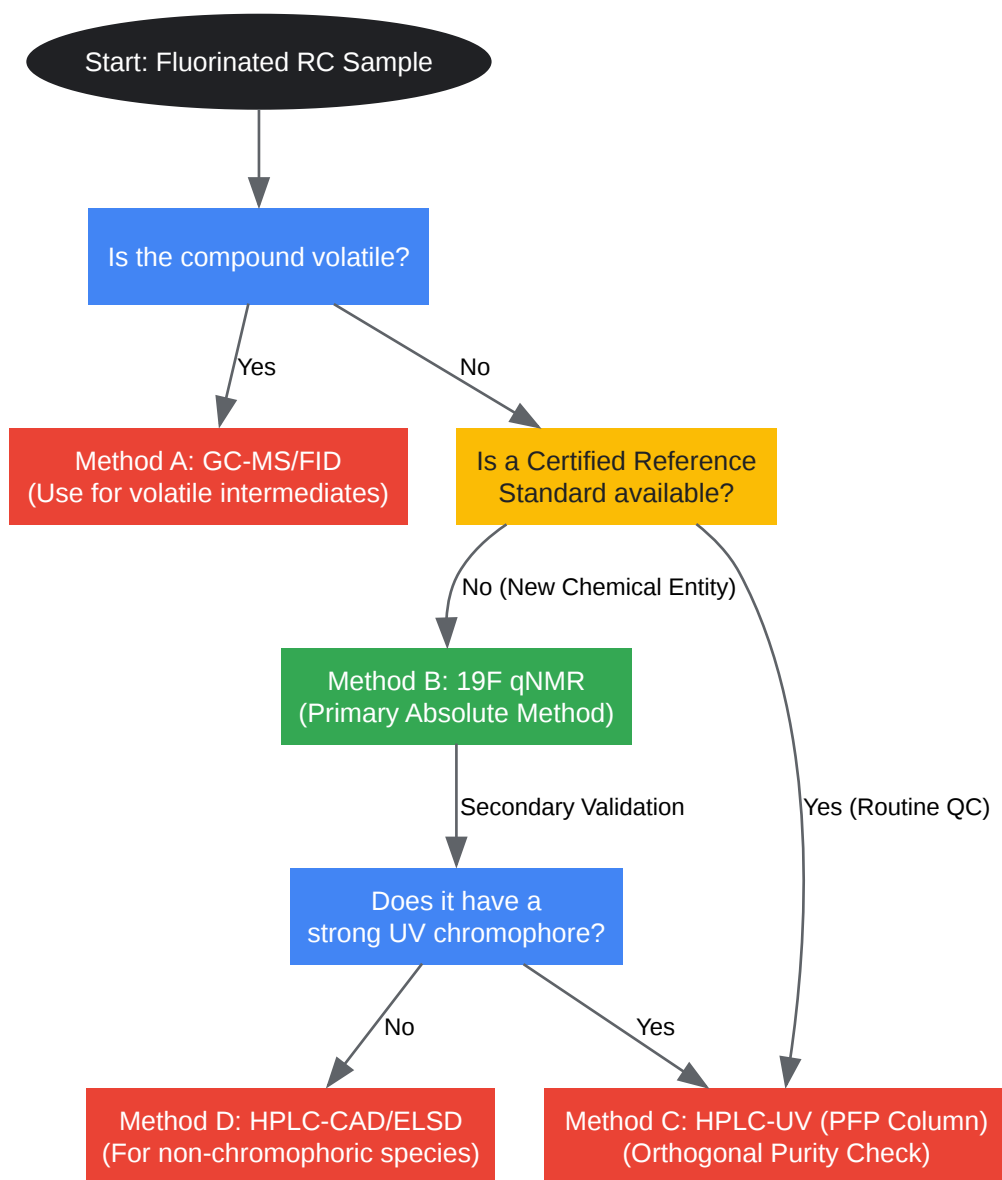 Start: Fluorinated RC Sample
Is the compound volatile?
Yes
No
Method A: GC-MS/FID
(Use for volatile intermediates)
Is a Certified Reference
Standard available?
No (New Chemical Entity)
Method B: 19F qNMR
(Primary Absolute Method)
Secondary Validation
Yes (Routine QC)
Does it have a
strong UV chromophore?
No
Yes
Method D: HPLC-CAD/ELSD
(For non-chromophoric species)
Method C: HPLC-UV (PFP Column)
(Orthogonal Purity Check)